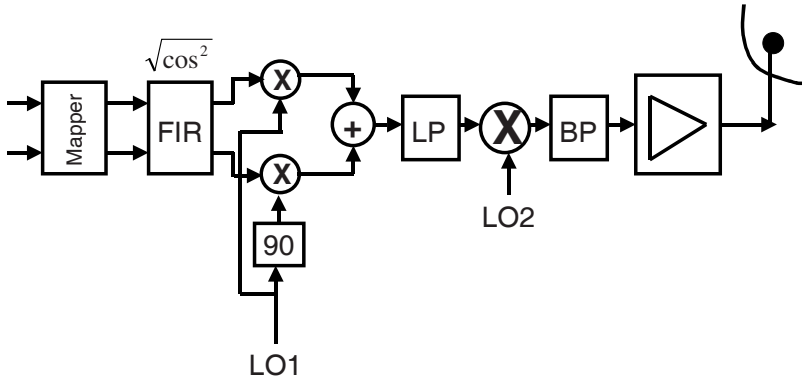 √cos²
Mapper
FIR
X
X
+
LP
X
BP
90
LO2
LO1